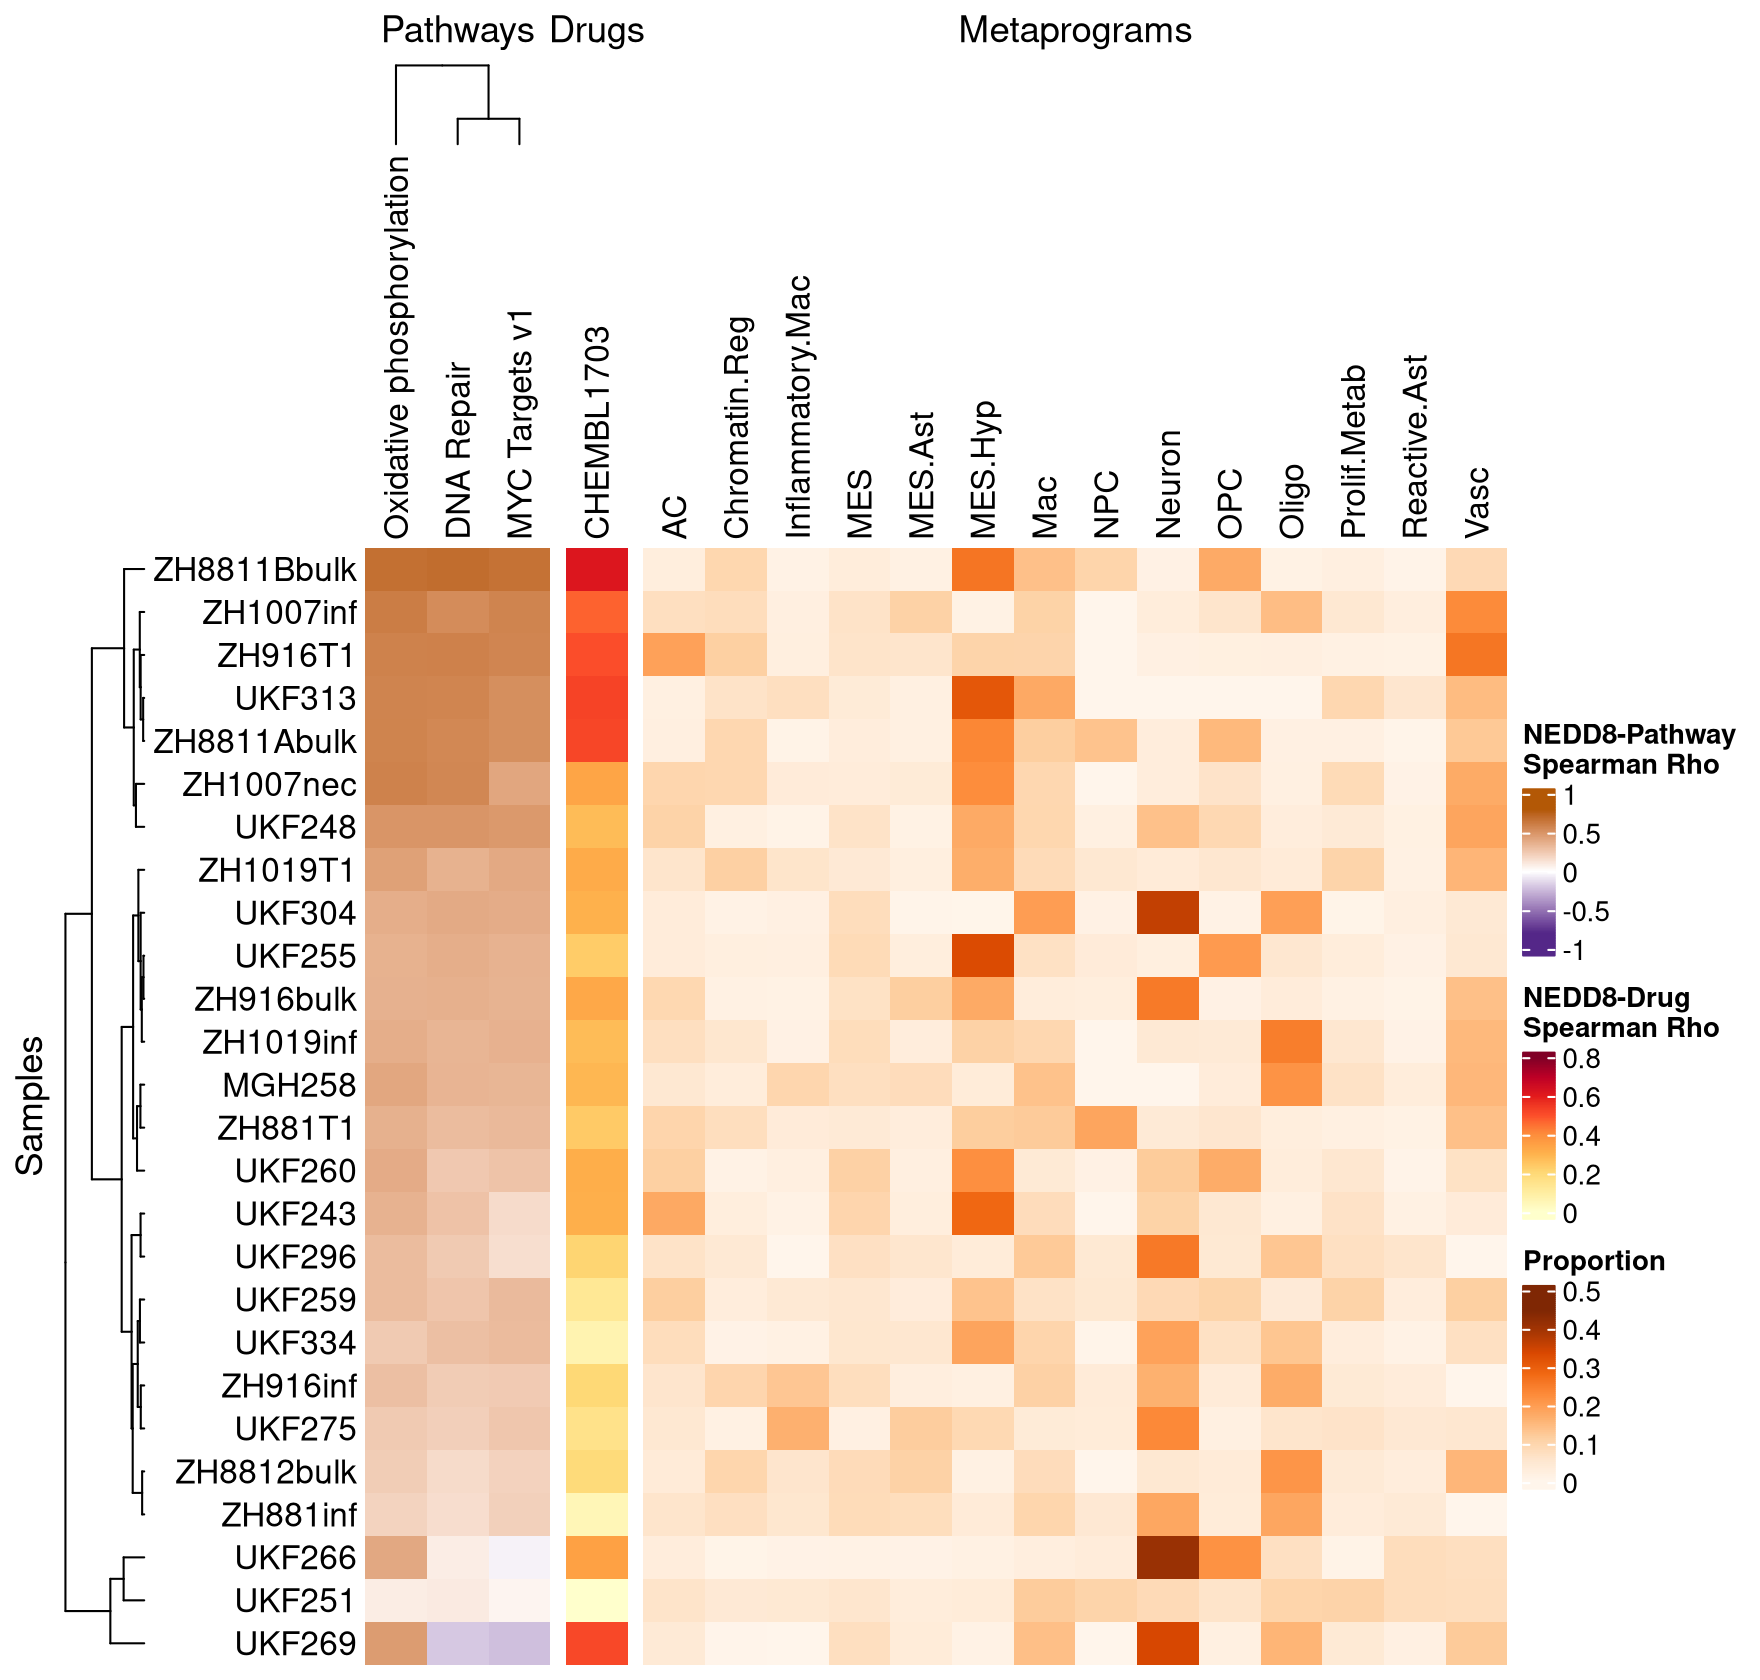 Pathways Drugs Metaprograms
Oxidative phosphorylation
DNA Repair
MYC Targets v1
CHEMBL1703
AC
Chromatin.Reg
Inflammatory.Mac
MES
MES.Ast
MES.Hyp
Mac
NPC
Neuron
OPC
Oligo
Prolif.Metab
Reactive.Ast
Vasc
Samples
ZH8811Bbulk
ZH1007inf
ZH916T1
UKF313
ZH8811Abulk
ZH1007nec
UKF248
ZH1019T1
UKF304
UKF255
ZH916bulk
ZH1019inf
MGH258
ZH881T1
UKF260
UKF243
UKF296
UKF259
UKF334
ZH916inf
UKF275
ZH8812bulk
ZH881inf
UKF266
UKF251
UKF269
NEDD8-Pathway
Spearman Rho
1
0.5
0
-0.5
-1
NEDD8-Drug
Spearman Rho
0.8
0.6
0.4
0.2
0
Proportion
0.5
0.4
0.3
0.2
0.1
0